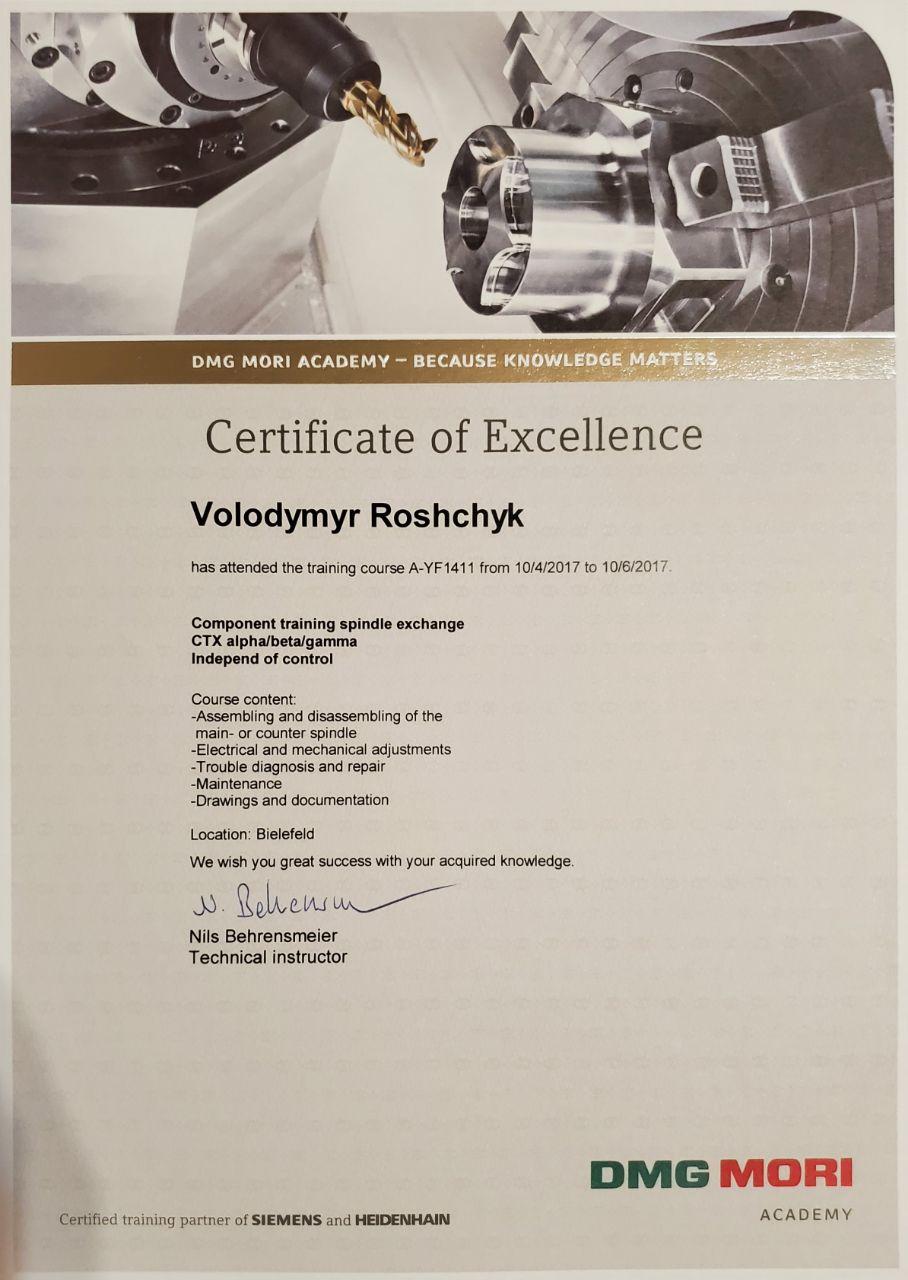 DMG MORI ACADEMY – BECAUSE KNOWLEDGE MATTERS
Certificate of Excellence
Volodymyr Roshchyk
has attended the training course A-YF1411 from 10/4/2017 to 10/6/2017.
Component training spindle exchange
CTX alpha/beta/gamma
Independ of control
Course content:
-Assembling and disassembling of the
main- or counter spindle
-Electrical and mechanical adjustments
-Trouble diagnosis and repair
-Maintenance
-Drawings and documentation
Location: Bielefeld
We wish you great success with your acquired knowledge.
Nils Behrensmeier
Technical instructor
DMG MORI
ACADEMY
Certified training partner of SIEMENS and HEIDENHAIN